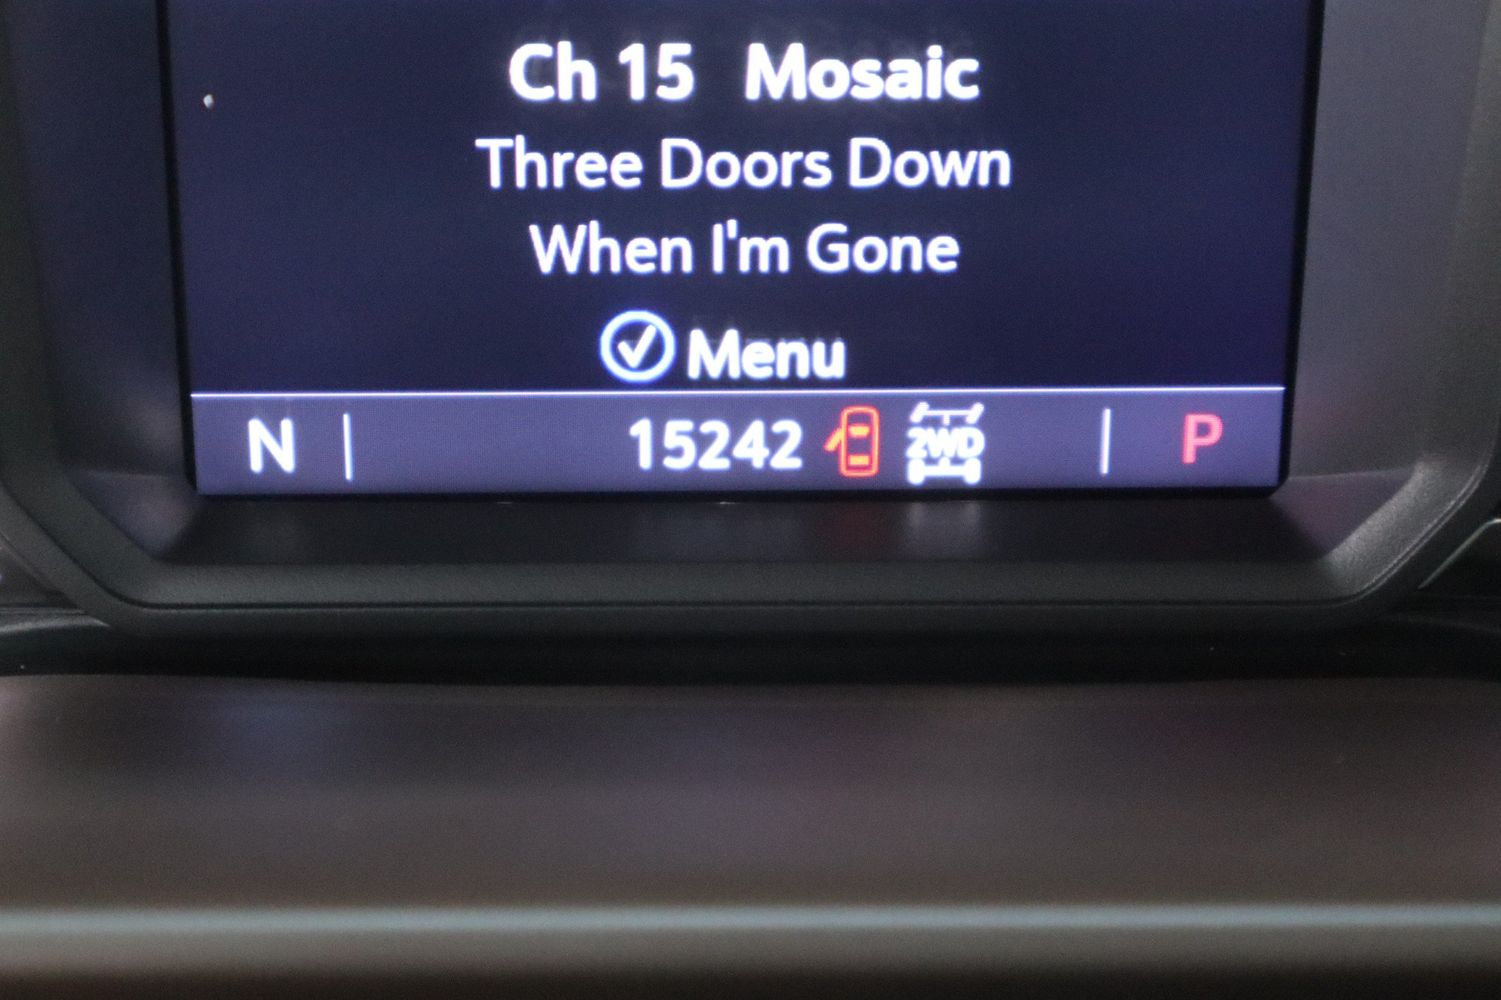 Ch 15 Mosaic
Three Doors Down
When I'm Gone
Menu
N 15242 2WD P